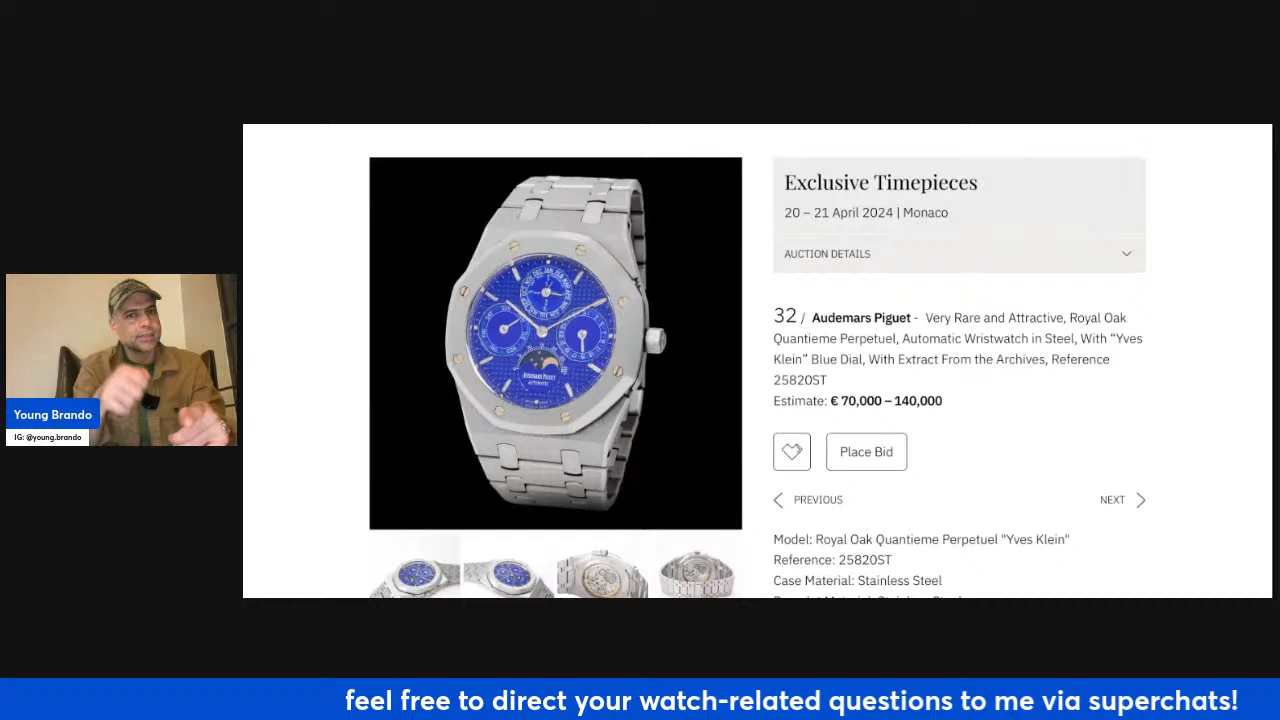 Exclusive Timepieces
20 – 21 April 2024 | Monaco
AUCTION DETAILS
32 / Audemars Piguet - Very Rare and Attractive, Royal Oak
Quantieme Perpetuel, Automatic Wristwatch in Steel, With “Yves
Klein” Blue Dial, With Extract From the Archives, Reference
25820ST
Estimate: € 70,000 – 140,000
Place Bid
PREVIOUS
NEXT
Model: Royal Oak Quantieme Perpetuel "Yves Klein"
Reference: 25820ST
Case Material: Stainless Steel
AUDEMARS PIGUET
AUTOMATIC
Young Brando
IG: @young.brando
feel free to direct your watch-related questions to me via superchats!